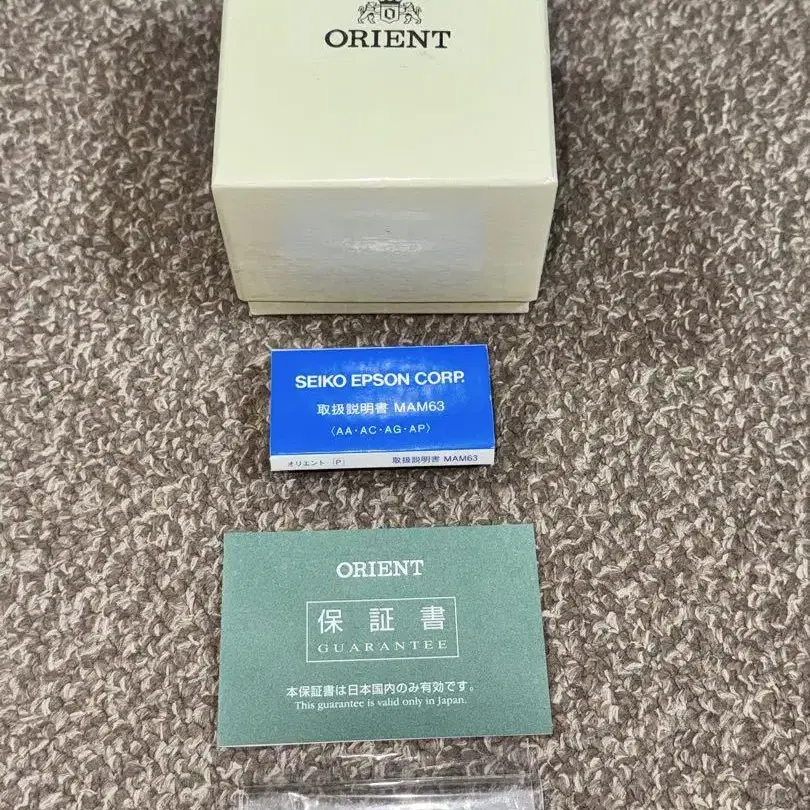 ORIENT
SEIKO EPSON CORP.
取扱説明書 MAM63
〈AA・AC・AG・AP〉
オリエント [P] 取扱説明書 MAM63
ORIENT
保証書
GUARANTEE
本保証書は日本国内のみ有効です。
This guarantee is valid only in Japan.